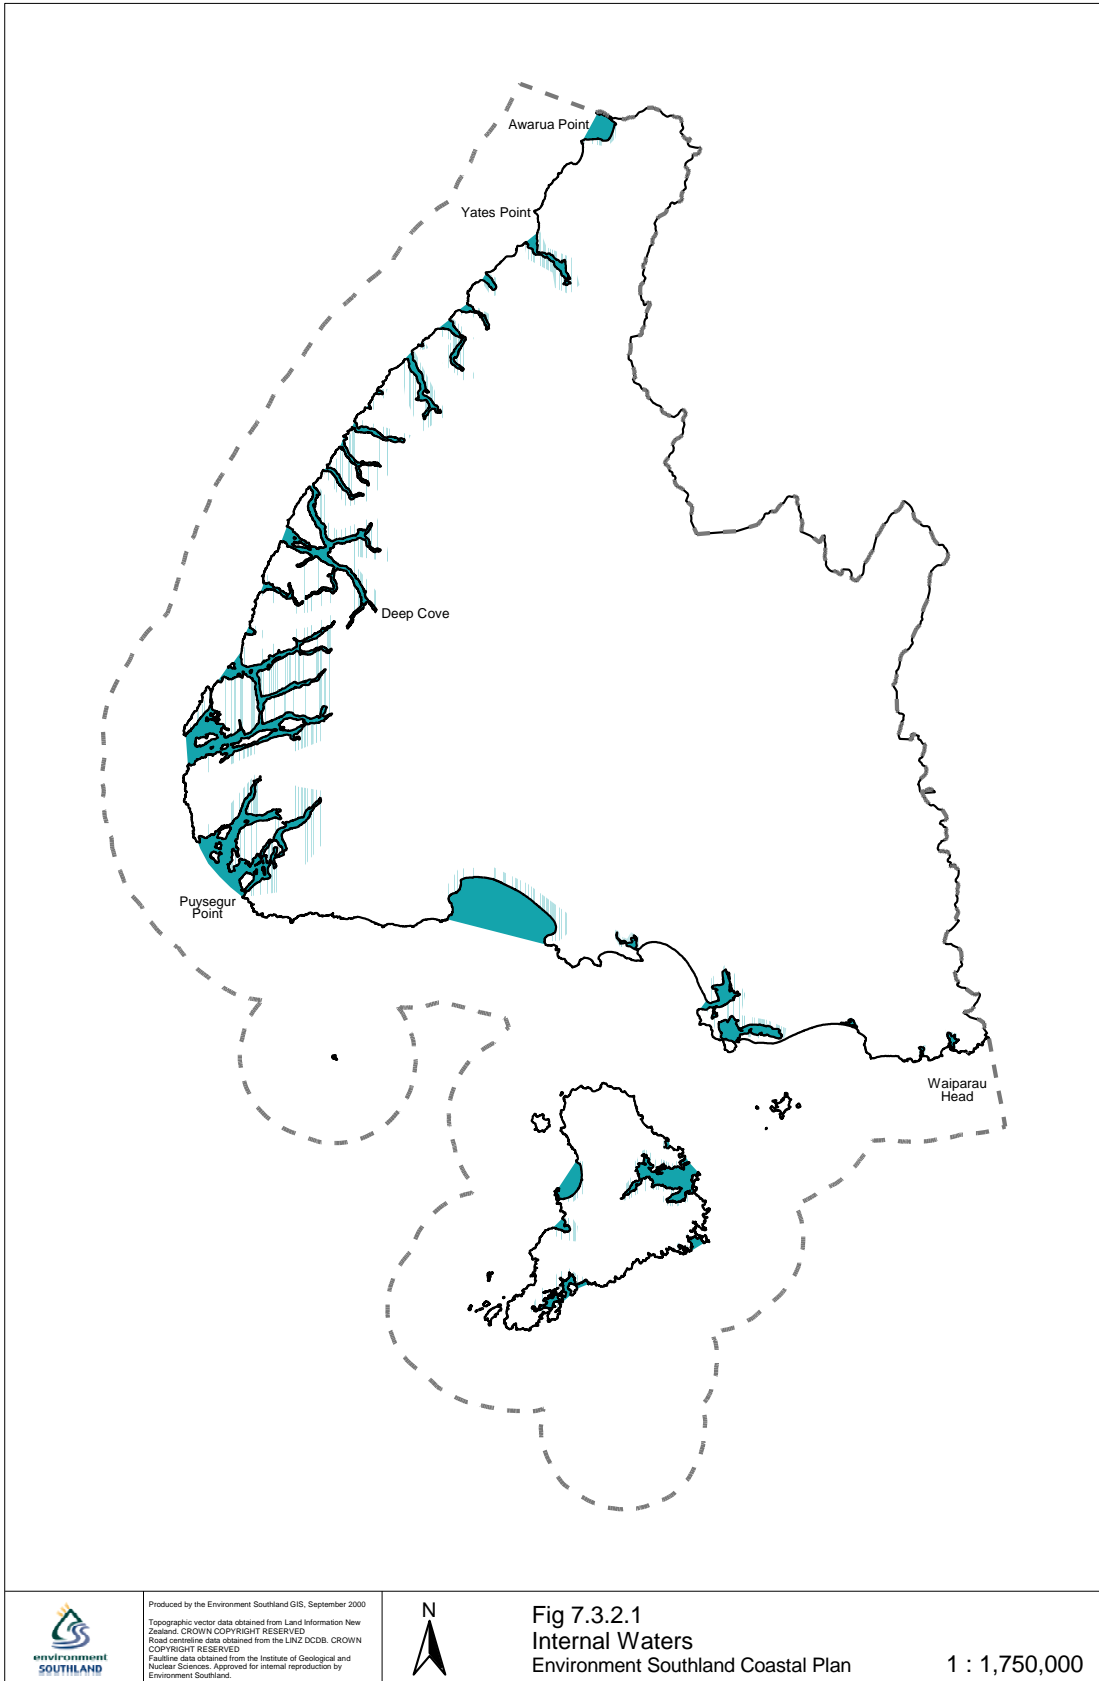 Awarua Point
Yates Point
Deep Cove
Puysegur
Point
Waiparau
Head
environment
SOUTHLAND
Produced by the Environment Southland GIS, September 2000
Topographic vector data obtained from Land Information New
Zealand. CROWN COPYRIGHT RESERVED
Road centreline data obtained from the LINZ DCDB. CROWN
COPYRIGHT RESERVED
Faultline data obtained from the Institute of Geological and
Nuclear Sciences. Approved for internal reproduction by
Environment Southland.
N
Fig 7.3.2.1
Internal Waters
Environment Southland Coastal Plan
1 : 1,750,000